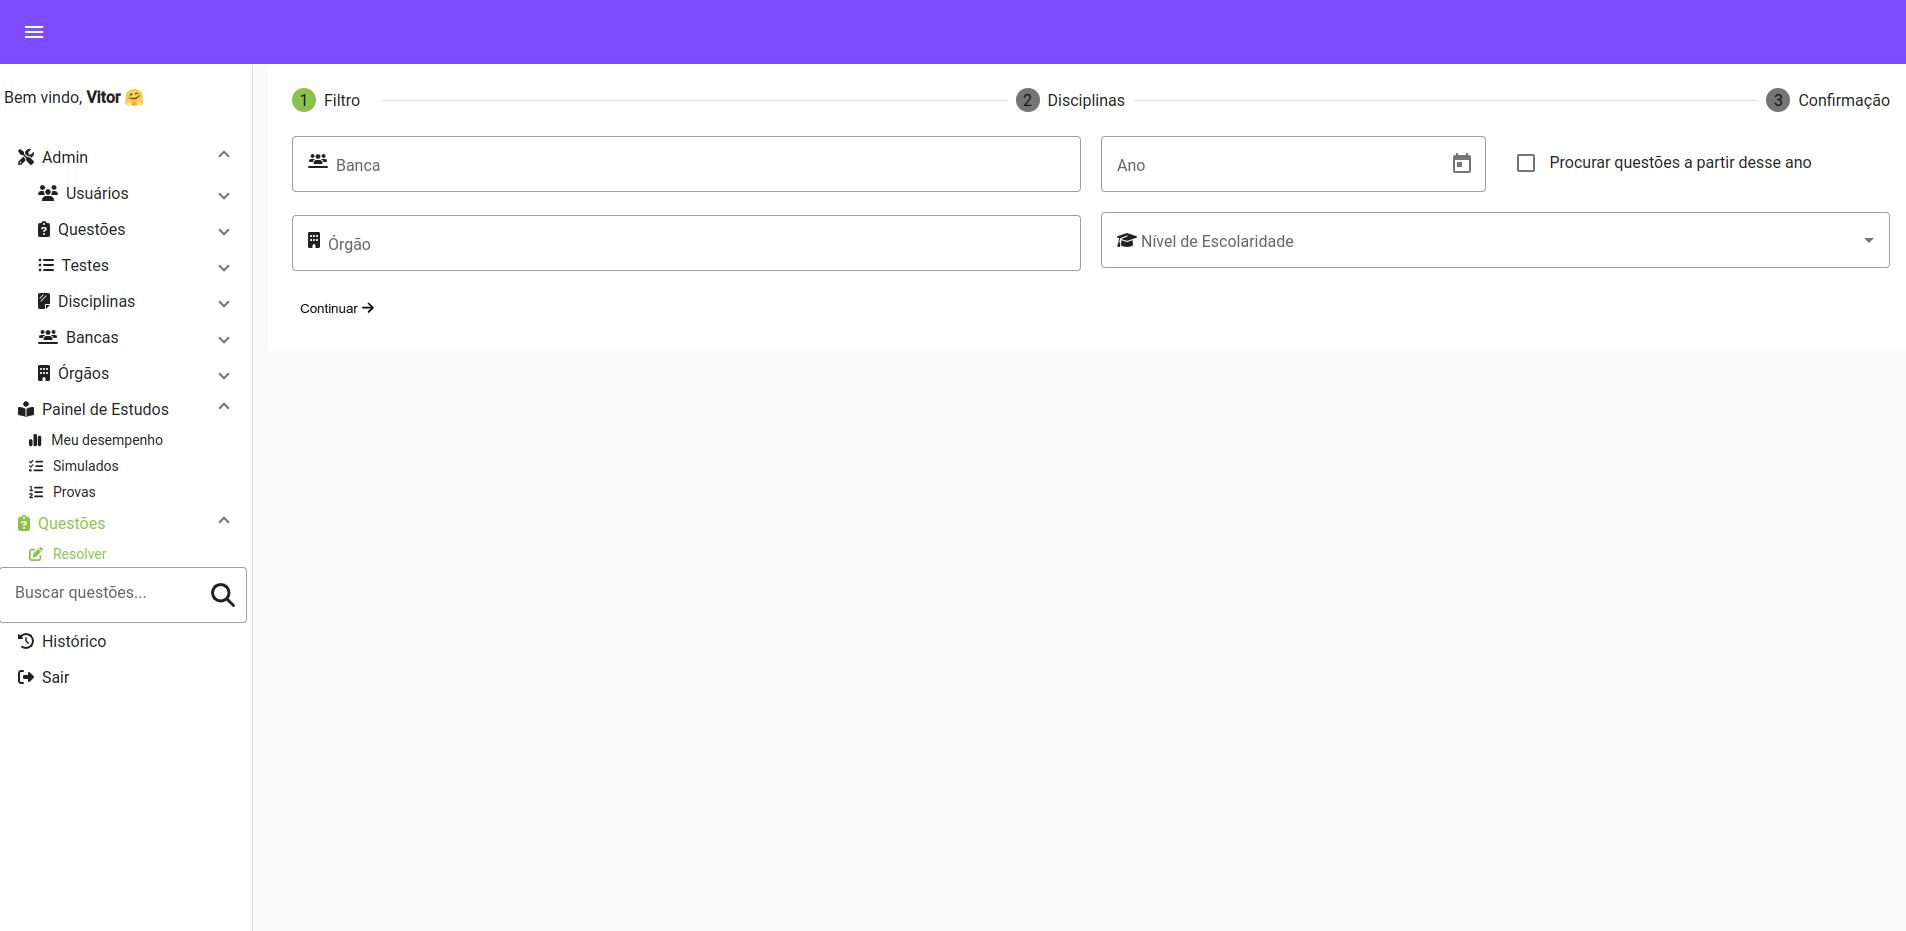 Bem vindo, Vitor 🤗
Admin
Usuários
Questões
Testes
Disciplinas
Bancas
Órgãos
Painel de Estudos
Meu desempenho
Simulados
Provas
Questões
Resolver
Buscar questões...
Histórico
Sair
1 Filtro 2 Disciplinas 3 Confirmação
Banca Ano Procurar questões a partir desse ano
Órgão Nível de Escolaridade
Continuar →